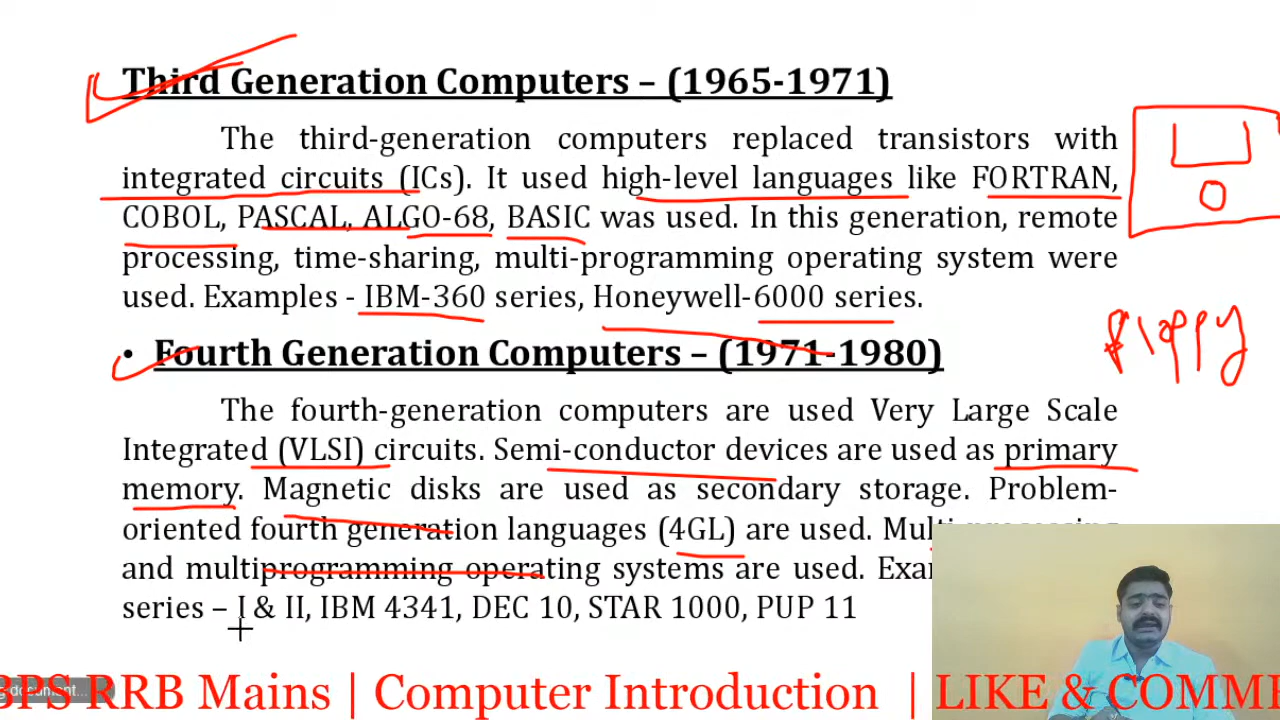 Third Generation Computers – (1965-1971)
The third-generation computers replaced transistors with
integrated circuits (ICs). It used high-level languages like FORTRAN,
COBOL, PASCAL, ALGO-68, BASIC was used. In this generation, remote
processing, time-sharing, multi-programming operating system were
used. Examples - IBM-360 series, Honeywell-6000 series.
floppy
• Fourth Generation Computers – (1971-1980)
The fourth-generation computers are used Very Large Scale
Integrated (VLSI) circuits. Semi-conductor devices are used as primary
memory. Magnetic disks are used as secondary storage. Problem-
oriented fourth generation languages (4GL) are used.
and multiprogramming operating systems are used.
series – I & II, IBM 4341, DEC 10, STAR 1000, PUP 11
BPS RRB Mains | Computer Introduction | LIKE & COMME
document...